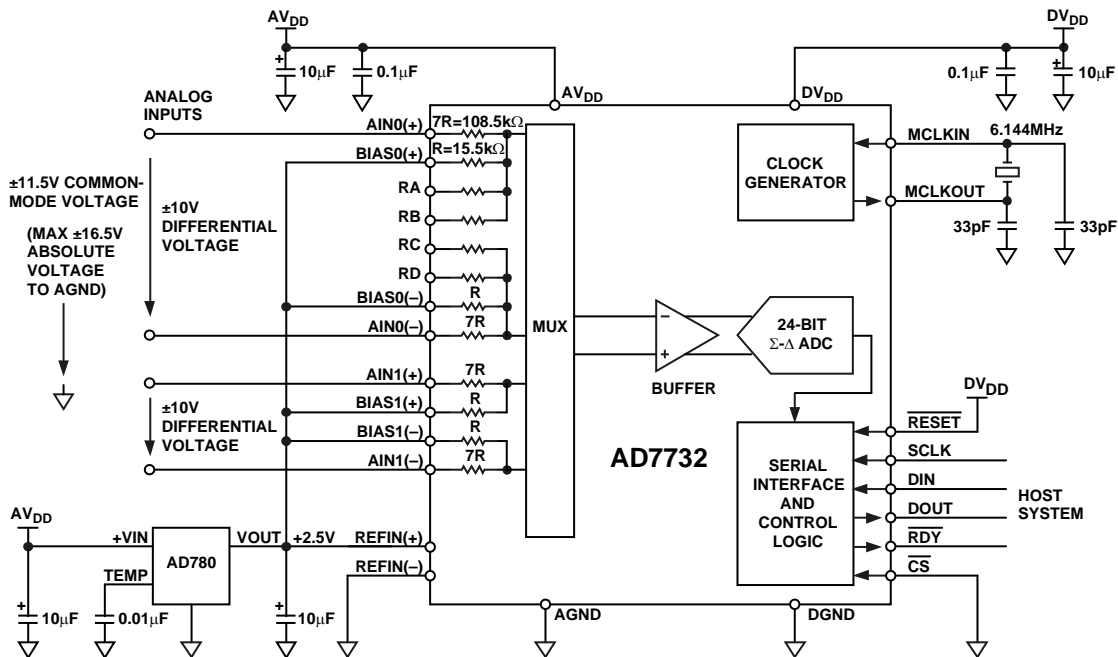 AVDD
10μF
0.1μF
AVDD
DVDD
0.1μF
10μF
DVDD
ANALOG
INPUTS
AIN0(+)
7R=108.5kΩ
BIAS0(+)
R=15.5kΩ
RA
RB
RC
RD
BIAS0(–)
R
AIN0(–)
7R
AIN1(+)
7R
BIAS1(+)
R
BIAS1(–)
R
AIN1(–)
7R
±11.5V COMMON-
MODE VOLTAGE
(MAX ±16.5V
ABSOLUTE
VOLTAGE
TO AGND)
±10V
DIFFERENTIAL
VOLTAGE
±10V
DIFFERENTIAL
VOLTAGE
MUX
BUFFER
–
+
24-BIT
Σ-Δ ADC
AD7732
CLOCK
GENERATOR
MCLKIN
6.144MHz
MCLKOUT
33pF
33pF
SERIAL
INTERFACE
AND
CONTROL
LOGIC
DVDD
RESET
SCLK
DIN
DOUT
RDY
CS
HOST
SYSTEM
AVDD
+VIN
AD780
VOUT
+2.5V
TEMP
10μF
0.01μF
10μF
REFIN(+)
REFIN(–)
AGND
DGND